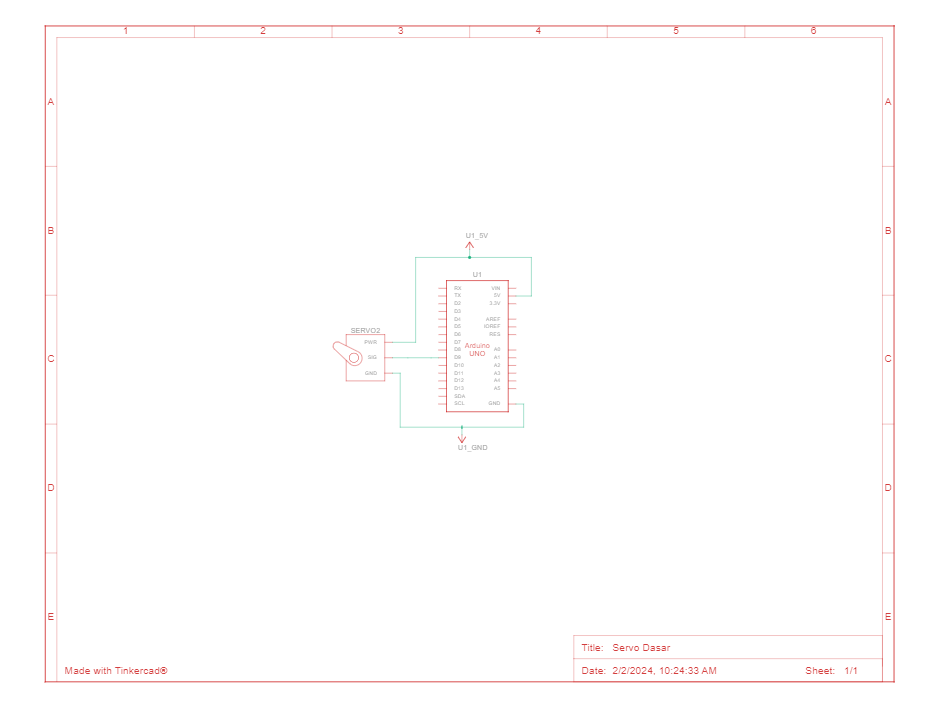 1 2 3 4 5 6
A A
B B
U1_5V
U1
RX VIN
TX 5V
D2 3.3V
D3
D4 AREF
D5 IOREF
SERVO2 D6 RES
PWR D7 Arduino
D8 UNO A0
SIG D9 A1
C C
D10 A2
GND D11 A3
D12 A4
D13 A5
SDA
SCL GND
U1_GND
D D
E E
Title: Servo Dasar
Made with Tinkercad® Date: 2/2/2024, 10:24:33 AM Sheet: 1/1